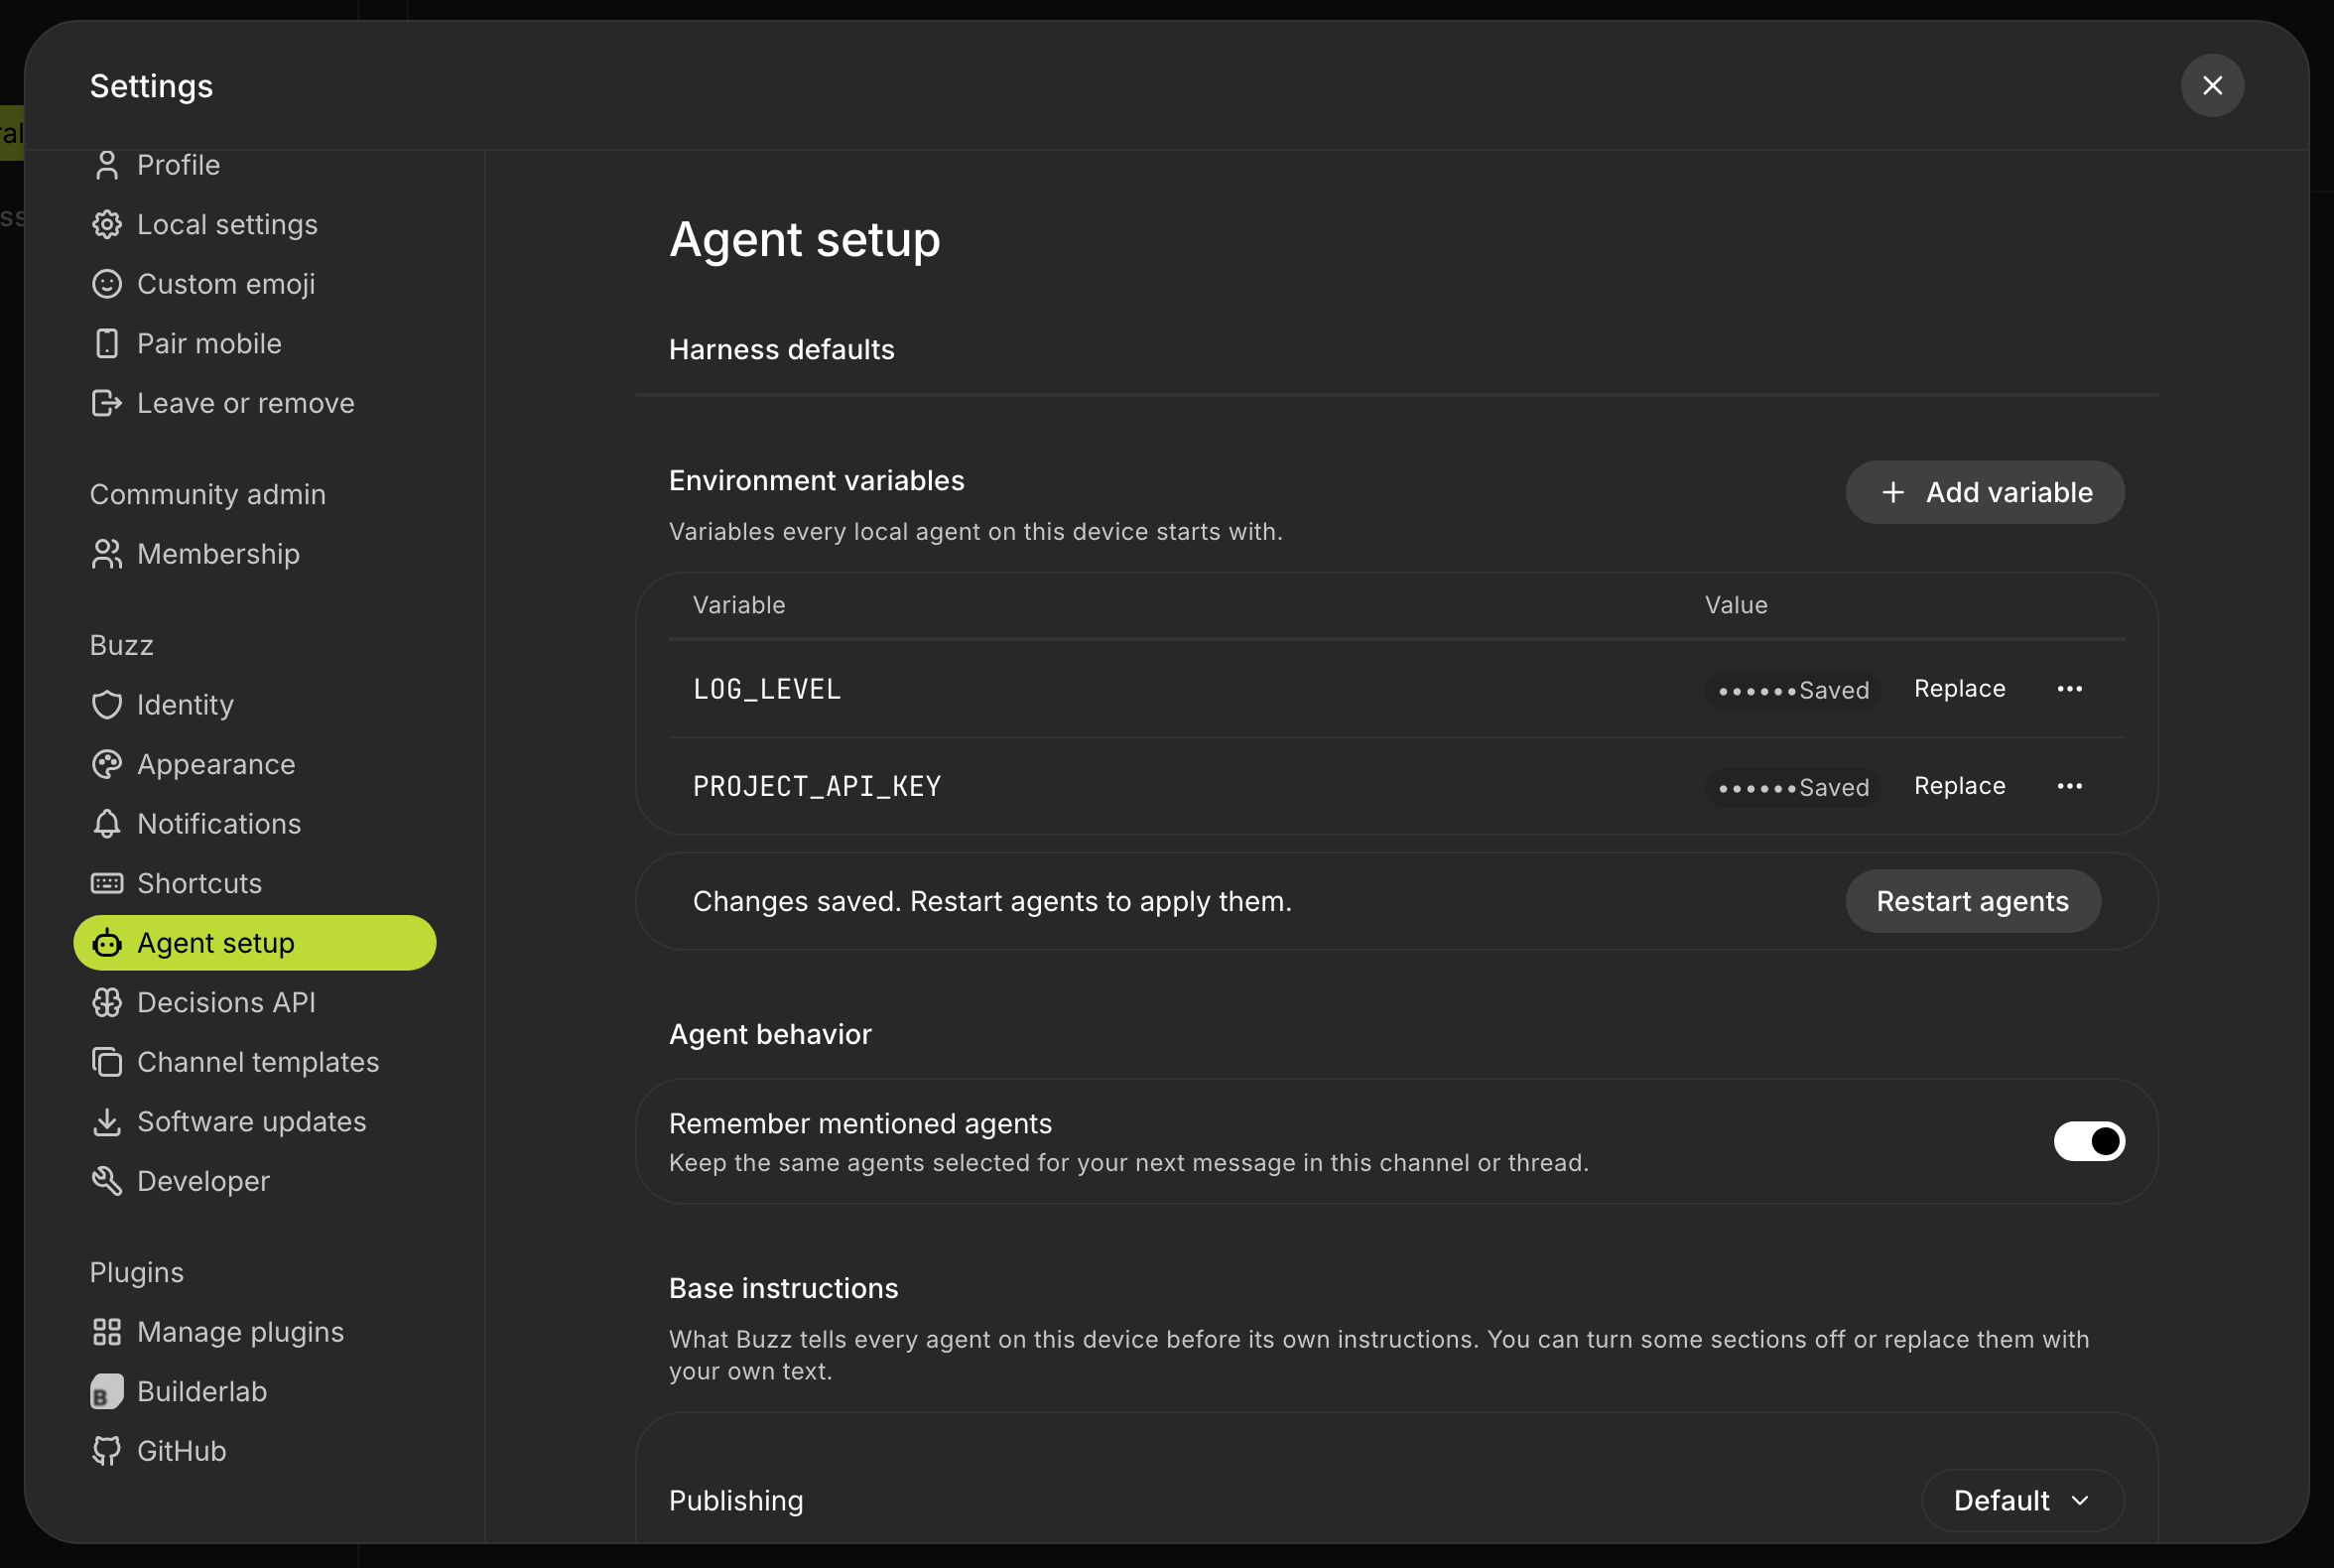 Settings
Profile
Local settings
Custom emoji
Pair mobile
Leave or remove
Community admin
Membership
Buzz
Identity
Appearance
Notifications
Shortcuts
Agent setup
Decisions API
Channel templates
Software updates
Developer
Plugins
Manage plugins
B
Builderlab
GitHub
Agent setup
Harness defaults
Environment variables
Add variable
Variables every local agent on this device starts with.
Variable Value
LOG_LEVEL ••••••Saved Replace
PROJECT_API_KEY ••••••Saved Replace
Changes saved. Restart agents to apply them. Restart agents
Agent behavior
Remember mentioned agents
Keep the same agents selected for your next message in this channel or thread.
Base instructions
What Buzz tells every agent on this device before its own instructions. You can turn some sections off or replace them with
your own text.
Publishing Default